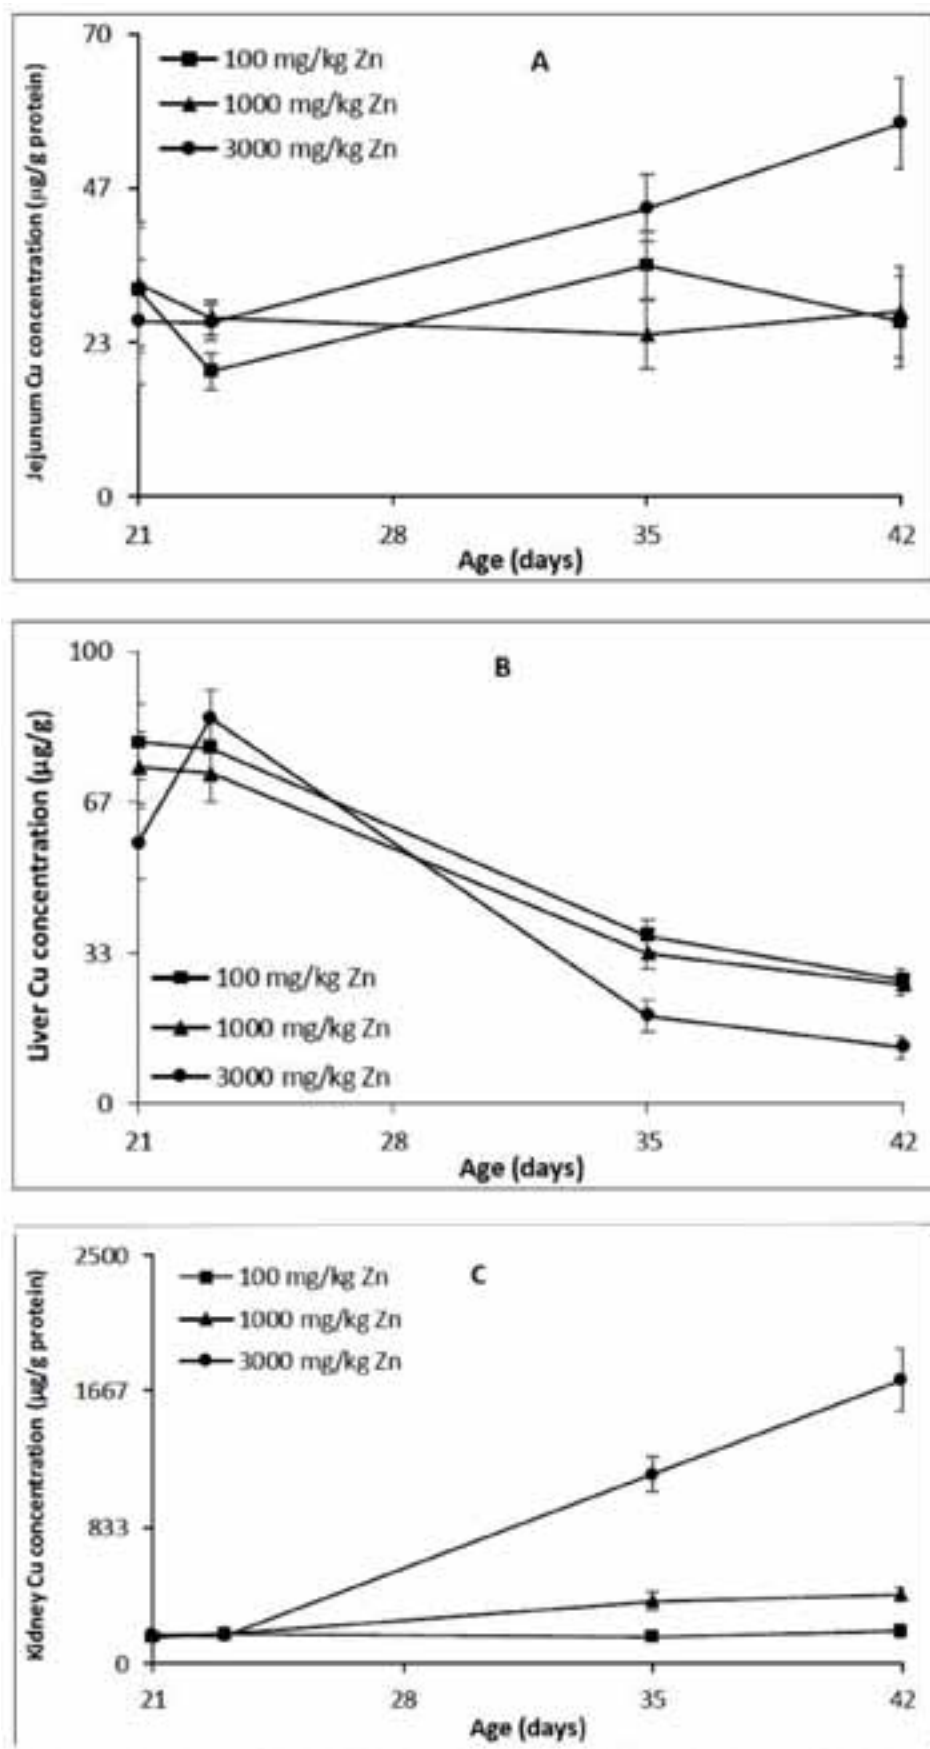 Jejunum Cu concentration (µg/g protein)
70
47
23
0
100 mg/kg Zn
1000 mg/kg Zn
3000 mg/kg Zn
A
21 28 35 42
Age (days)
Liver Cu concentration (µg/g)
100
67
33
0
B
100 mg/kg Zn
1000 mg/kg Zn
3000 mg/kg Zn
21 28 35 42
Age (days)
Kidney Cu concentration (µg/g protein)
2500
1667
833
0
100 mg/kg Zn
1000 mg/kg Zn
3000 mg/kg Zn
C
21 28 35 42
Age (days)